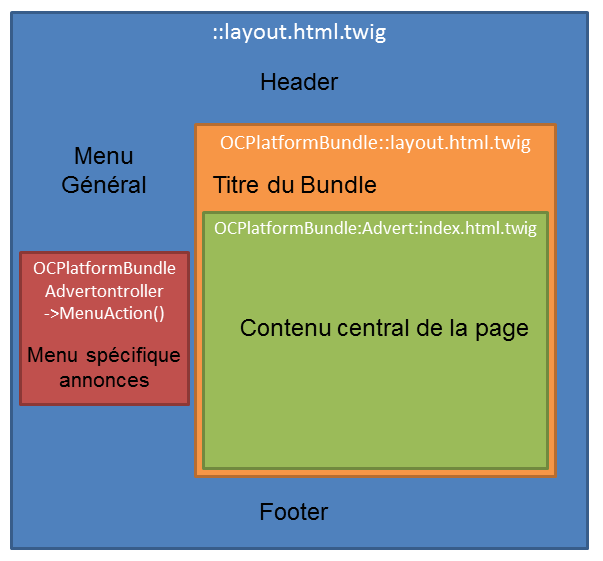 ::layout.html.twig
Header
Menu
Général
OCPlatformBundle::layout.html.twig
Titre du Bundle
OCPlatformBundle:Advert:index.html.twig
Contenu central de la page
OCPlatformBundle
Advertontroller
->MenuAction()
Menu spécifique
annonces
Footer